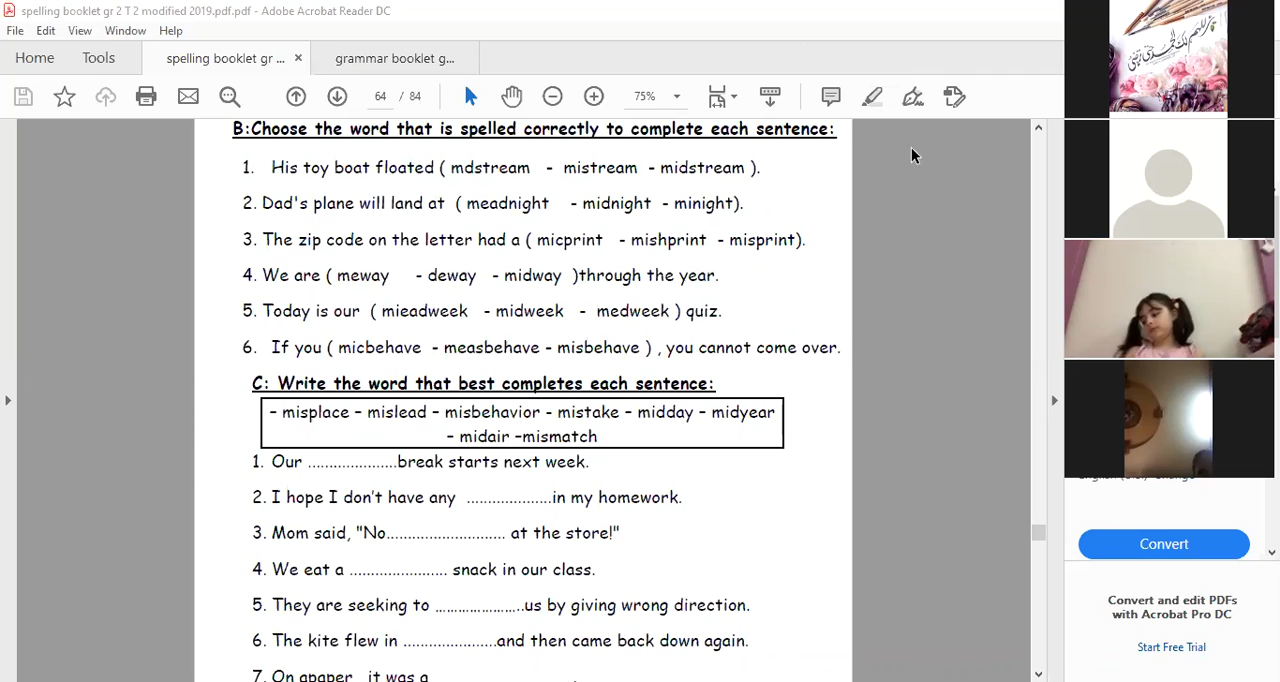 spelling booklet gr 2 T 2 modified 2019.pdf.pdf - Adobe Acrobat Reader DC
File Edit View Window Help
Home Tools spelling booklet gr ... × grammar booklet g...
64 / 84 75%
B:Choose the word that is spelled correctly to complete each sentence:
1. His toy boat floated ( mdstream - mistream - midstream ).
2. Dad's plane will land at ( meadnight - midnight - minight).
3. The zip code on the letter had a ( micprint - mishprint - misprint).
4. We are ( meway - deway - midway )through the year.
5. Today is our ( mieadweek - midweek - medweek ) quiz.
6. If you ( micbehave - measbehave - misbehave ) , you cannot come over.
C: Write the word that best completes each sentence:
- misplace – mislead – misbehavior - mistake – midday – midyear
– midair –mismatch
1. Our .....................break starts next week.
2. I hope I don't have any ....................in my homework.
3. Mom said, "No............................ at the store!"
4. We eat a ....................... snack in our class.
5. They are seeking to .......................us by giving wrong direction.
6. The kite flew in ......................and then came back down again.
7. On apaper it was a
Convert
Convert and edit PDFs
with Acrobat Pro DC
Start Free Trial